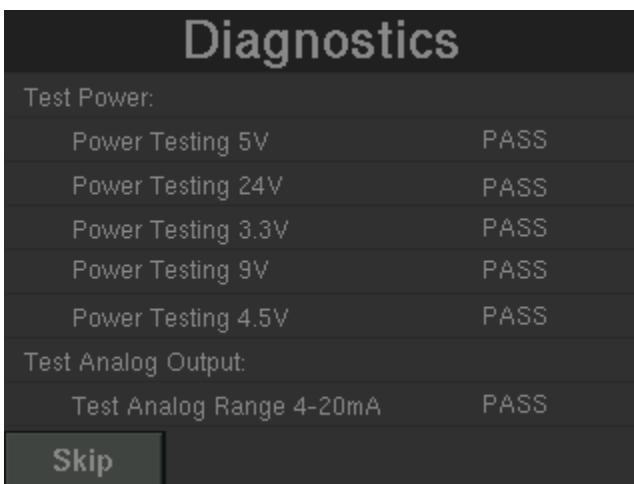 Diagnostics
Test Power:
Power Testing 5V PASS
Power Testing 24V PASS
Power Testing 3.3V PASS
Power Testing 9V PASS
Power Testing 4.5V PASS
Test Analog Output:
Test Analog Range 4-20mA PASS
Skip